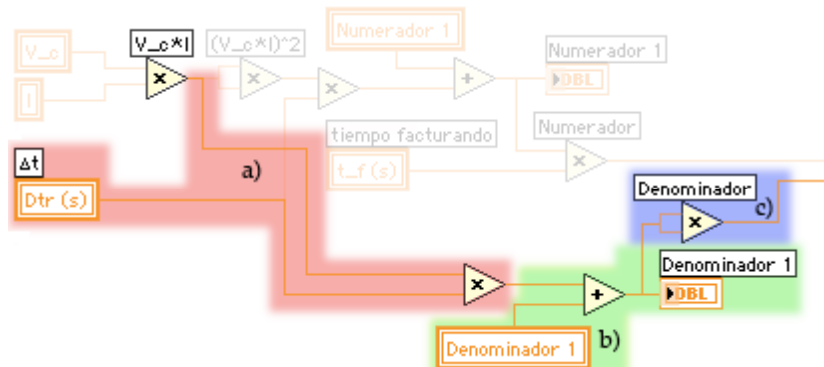 V_c*I
(V_c*I)^2
Numerador 1
V_c
Numerador 1
DBL
I
tiempo facturando
Numerador
t_f (s)
Δt
a)
Dtr (s)
Denominador
c)
Denominador 1
DBL
b)
Denominador 1